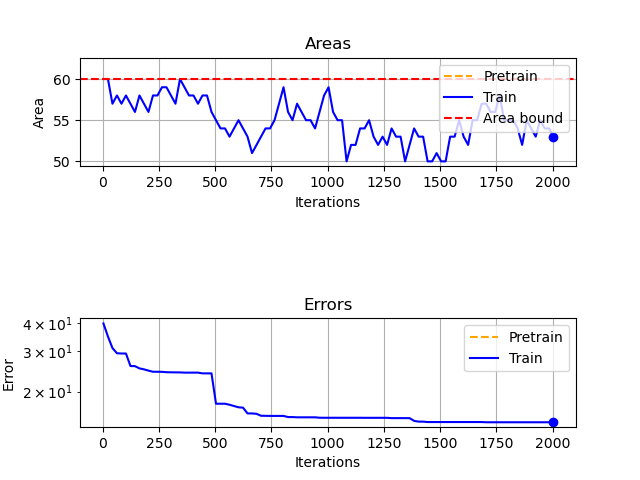 Areas
Area
60
55
50
Pretrain
Train
Area bound
0 250 500 750 1000 1250 1500 1750 2000
Iterations
Errors
Error
4 × 10¹
3 × 10¹
2 × 10¹
Pretrain
Train
0 250 500 750 1000 1250 1500 1750 2000
Iterations